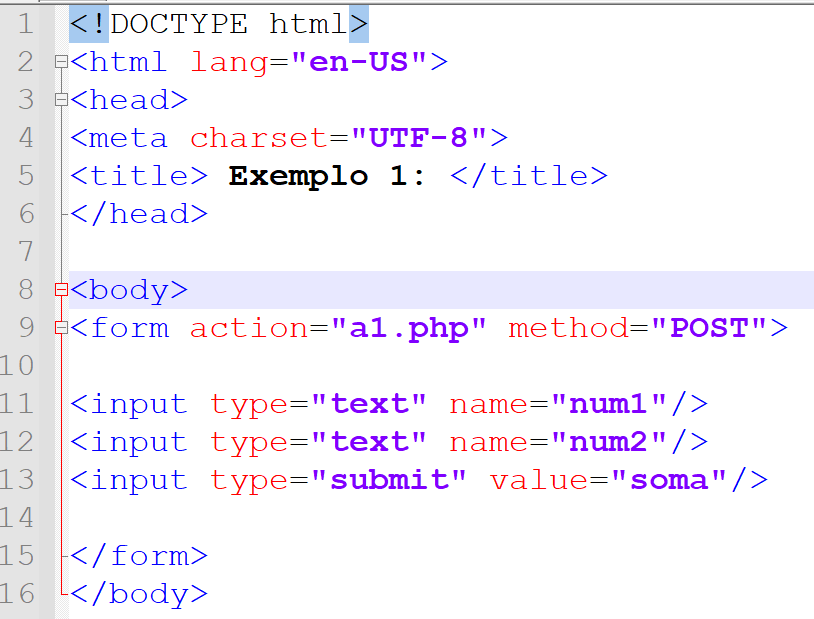 1 <!DOCTYPE html>
2 <html lang="en-US">
3 <head>
4 <meta charset="UTF-8">
5 <title> Exemplo 1: </title>
6 </head>
7
8 <body>
9 <form action="a1.php" method="POST">
10
11 <input type="text" name="num1"/>
12 <input type="text" name="num2"/>
13 <input type="submit" value="soma"/>
14
15 </form>
16 </body>